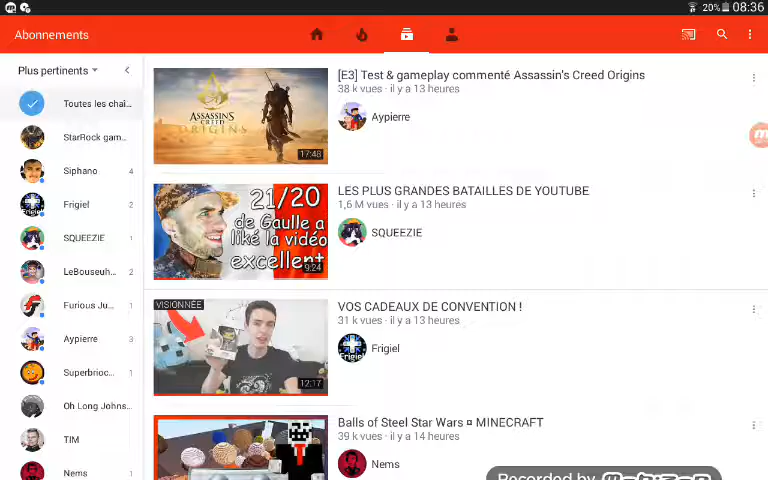 20% 08:36
Abonnements
Plus pertinents
Toutes les chai...
StarRock gam...
Siphano 4
Frigiel 2
SQUEEZIE 1
LeBouseuh... 2
Furious Ju... 1
Aypierre 3
Superbrioc... 1
Oh Long Johns...
TIM
Nems 1
ASSASSIN'S
CREED
ORIGINS
17:48
[E3] Test & gameplay commenté Assassin's Creed Origins
38 k vues · il y a 13 heures
Aypierre
21/20
de Gaulle a
liké la vidéo
excellent
9:24
LES PLUS GRANDES BATAILLES DE YOUTUBE
1,6 M vues · il y a 13 heures
SQUEEZIE
VISIONNÉE
12:17
VOS CADEAUX DE CONVENTION !
31 k vues · il y a 13 heures
Frigiel
Frigiel
Balls of Steel Star Wars ¤ MINECRAFT
39 k vues · il y a 14 heures
Nems
Recorded by